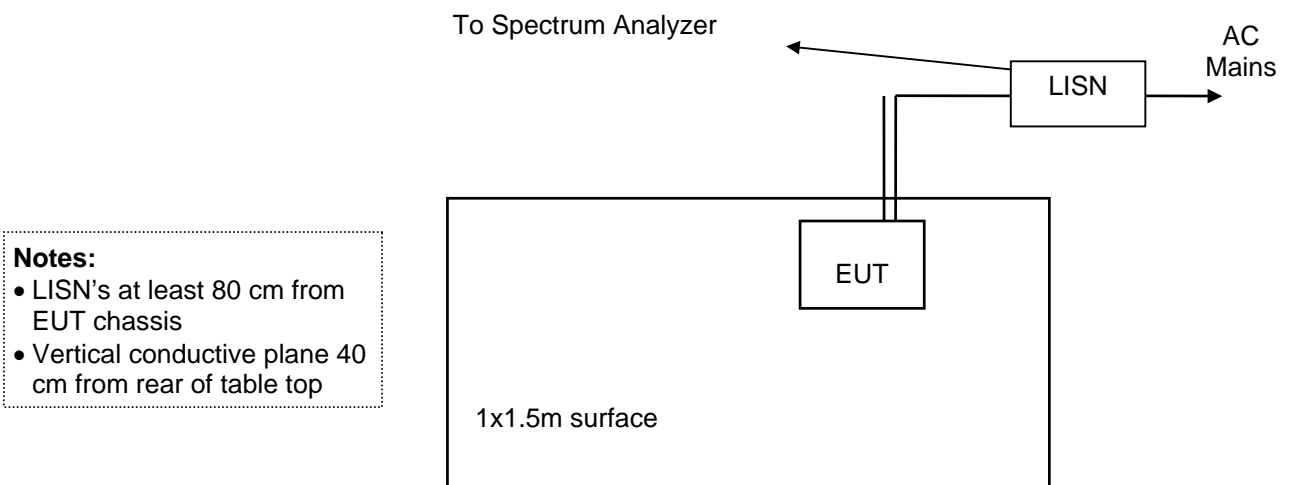 To Spectrum Analyzer
AC
Mains
LISN
Notes:
• LISN’s at least 80 cm from
EUT chassis
• Vertical conductive plane 40
cm from rear of table top
EUT
1x1.5m surface